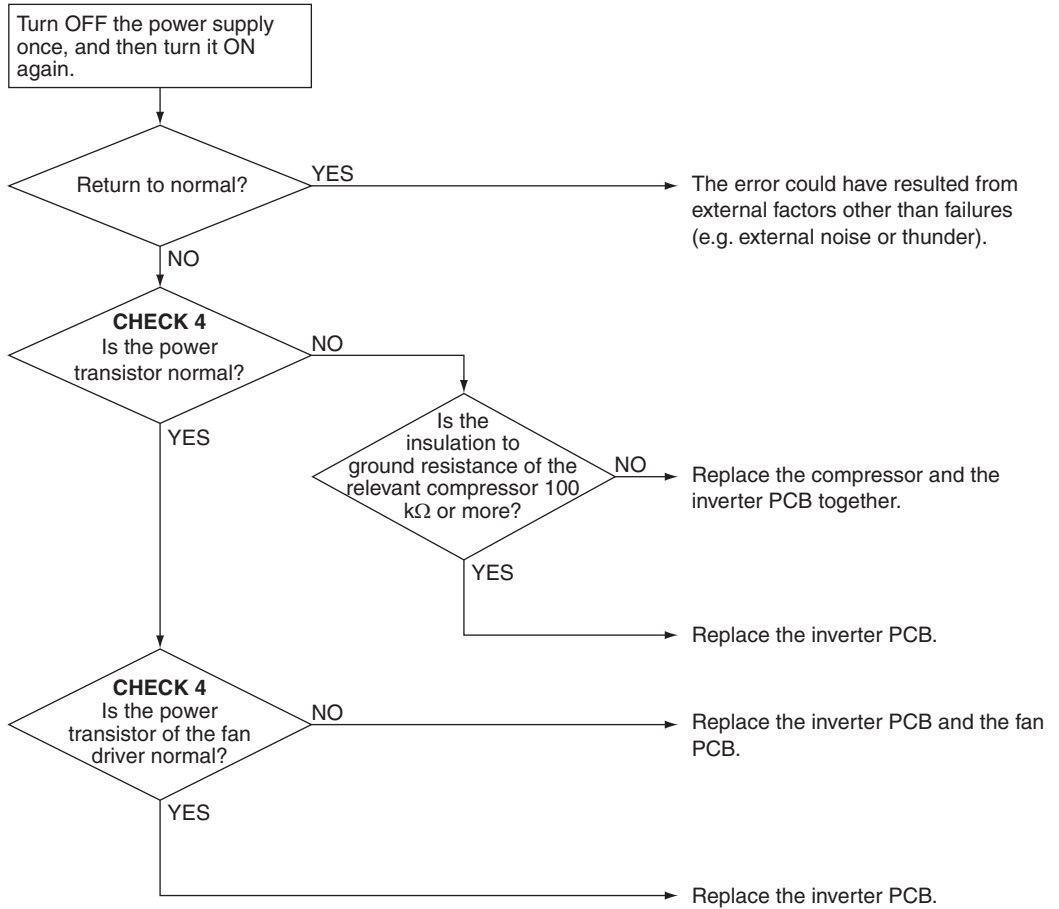 Turn OFF the power supply
once, and then turn it ON
again.
Return to normal?
YES
The error could have resulted from
external factors other than failures
(e.g. external noise or thunder).
NO
CHECK 4
Is the power
transistor normal?
NO
YES
Is the
insulation to
ground resistance of the
relevant compressor 100
kΩ or more?
NO
Replace the compressor and the
inverter PCB together.
YES
Replace the inverter PCB.
CHECK 4
Is the power
transistor of the fan
driver normal?
NO
Replace the inverter PCB and the fan
PCB.
YES
Replace the inverter PCB.